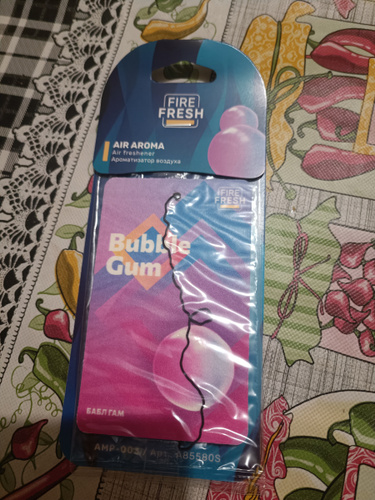 FIRE
FRESH
AIR AROMA
Air freshener
Ароматизатор воздуха
FIRE
FRESH
Bubble
Gum
БАБЛ ГАМ